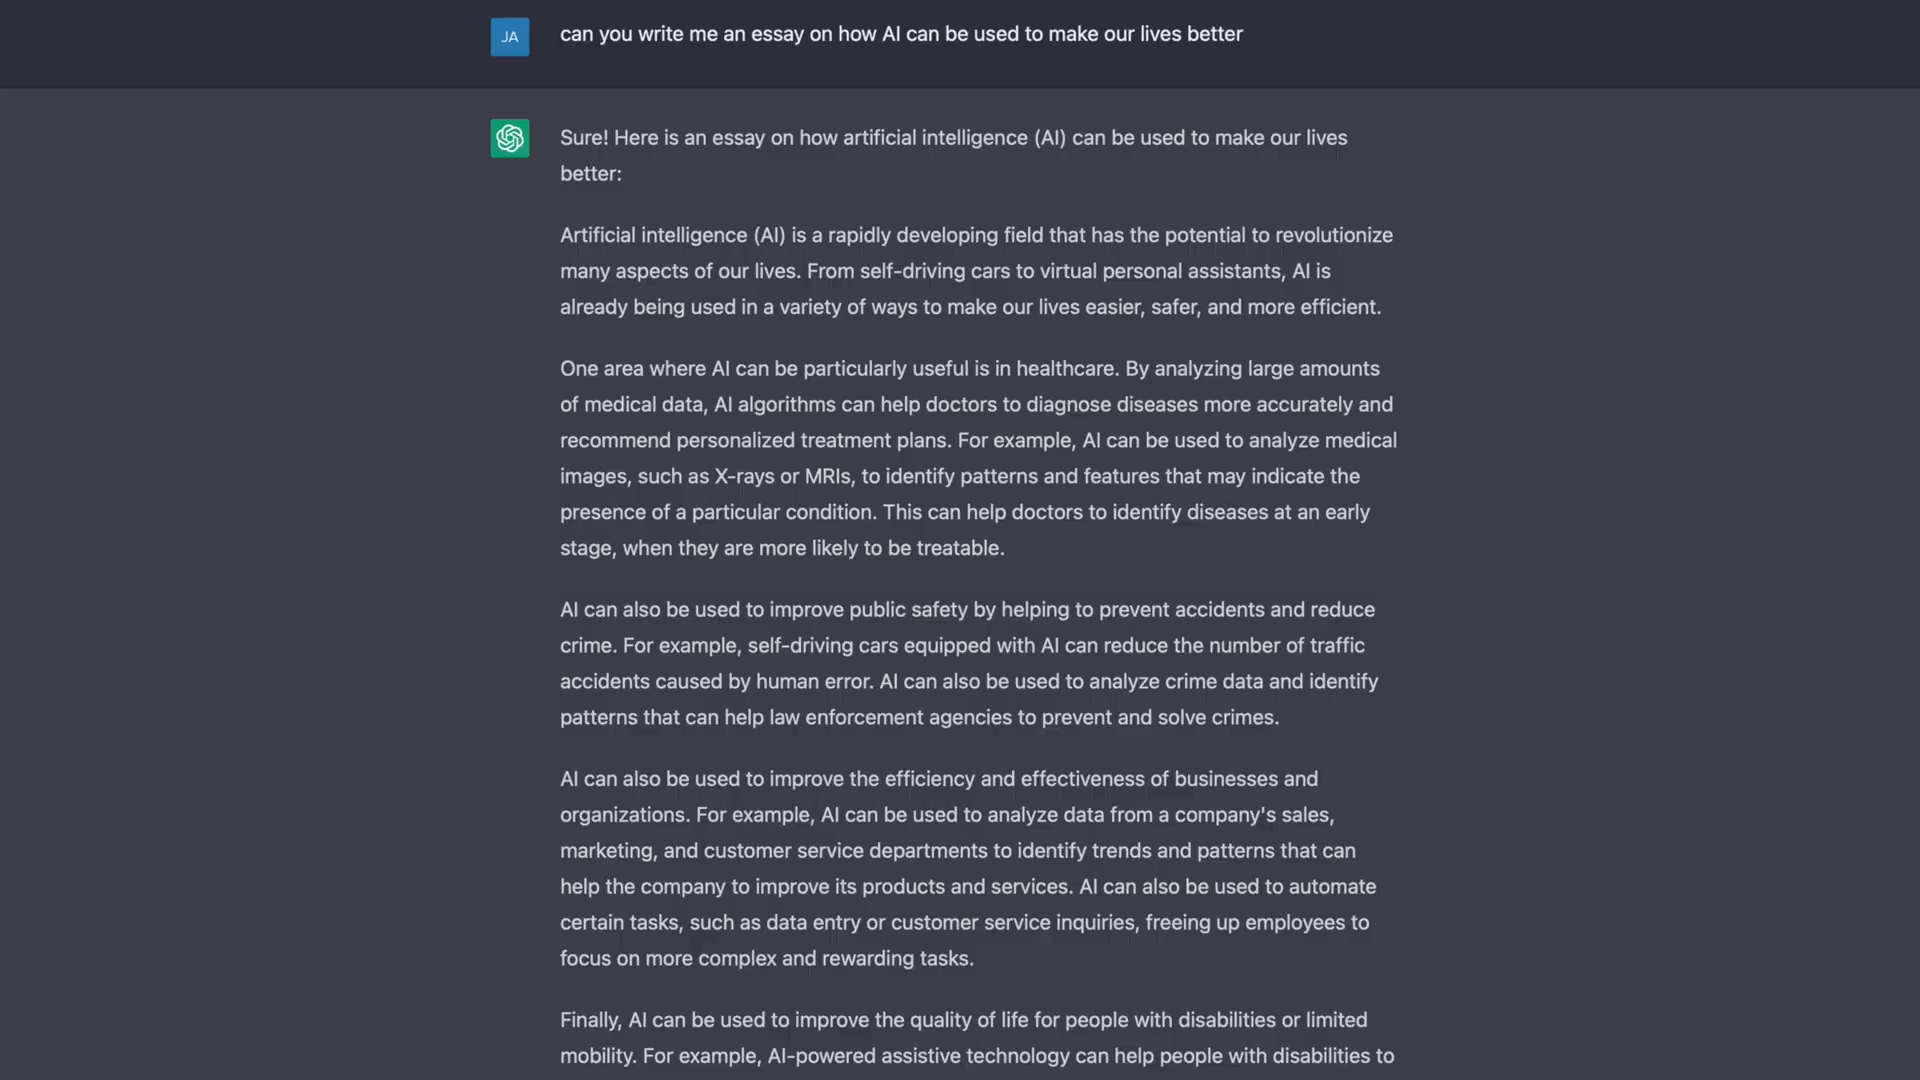 JA
can you write me an essay on how AI can be used to make our lives better
Sure! Here is an essay on how artificial intelligence (AI) can be used to make our lives
better:
Artificial intelligence (AI) is a rapidly developing field that has the potential to revolutionize
many aspects of our lives. From self-driving cars to virtual personal assistants, AI is
already being used in a variety of ways to make our lives easier, safer, and more efficient.
One area where AI can be particularly useful is in healthcare. By analyzing large amounts
of medical data, AI algorithms can help doctors to diagnose diseases more accurately and
recommend personalized treatment plans. For example, AI can be used to analyze medical
images, such as X-rays or MRIs, to identify patterns and features that may indicate the
presence of a particular condition. This can help doctors to identify diseases at an early
stage, when they are more likely to be treatable.
AI can also be used to improve public safety by helping to prevent accidents and reduce
crime. For example, self-driving cars equipped with AI can reduce the number of traffic
accidents caused by human error. AI can also be used to analyze crime data and identify
patterns that can help law enforcement agencies to prevent and solve crimes.
AI can also be used to improve the efficiency and effectiveness of businesses and
organizations. For example, AI can be used to analyze data from a company's sales,
marketing, and customer service departments to identify trends and patterns that can
help the company to improve its products and services. AI can also be used to automate
certain tasks, such as data entry or customer service inquiries, freeing up employees to
focus on more complex and rewarding tasks.
Finally, AI can be used to improve the quality of life for people with disabilities or limited
mobility. For example, AI-powered assistive technology can help people with disabilities to